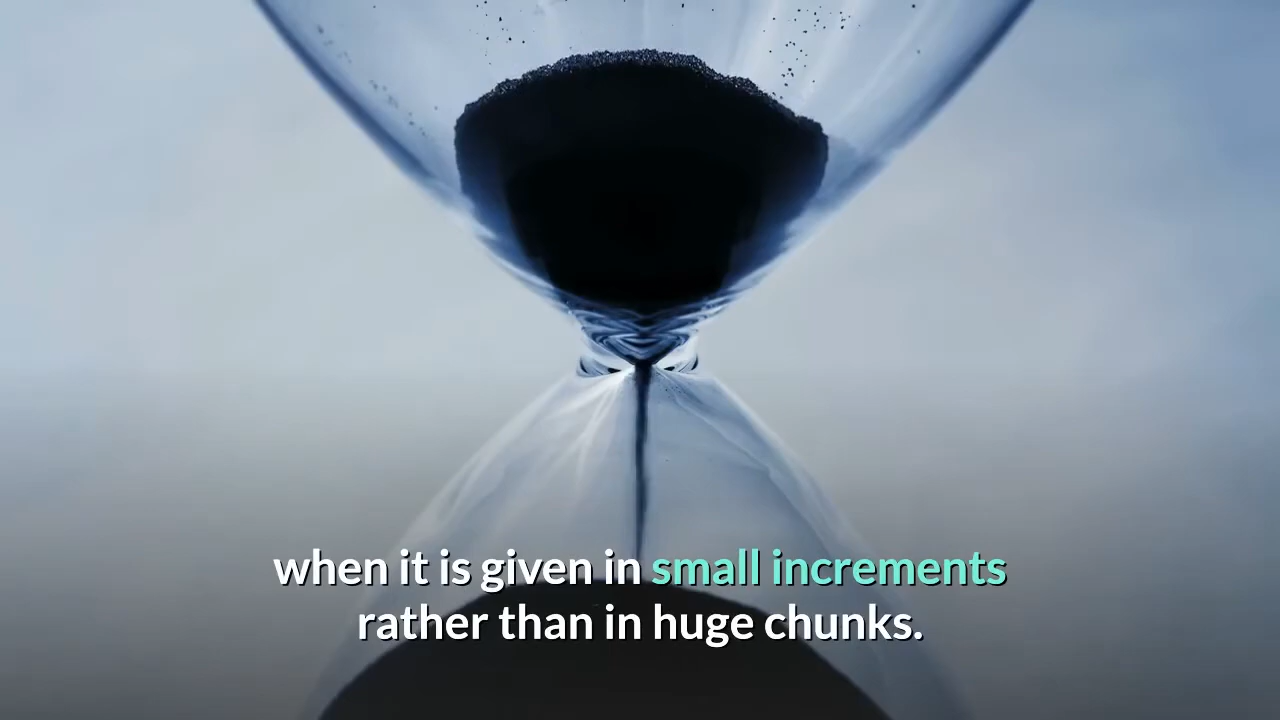 when it is given in small increments
rather than in huge chunks.